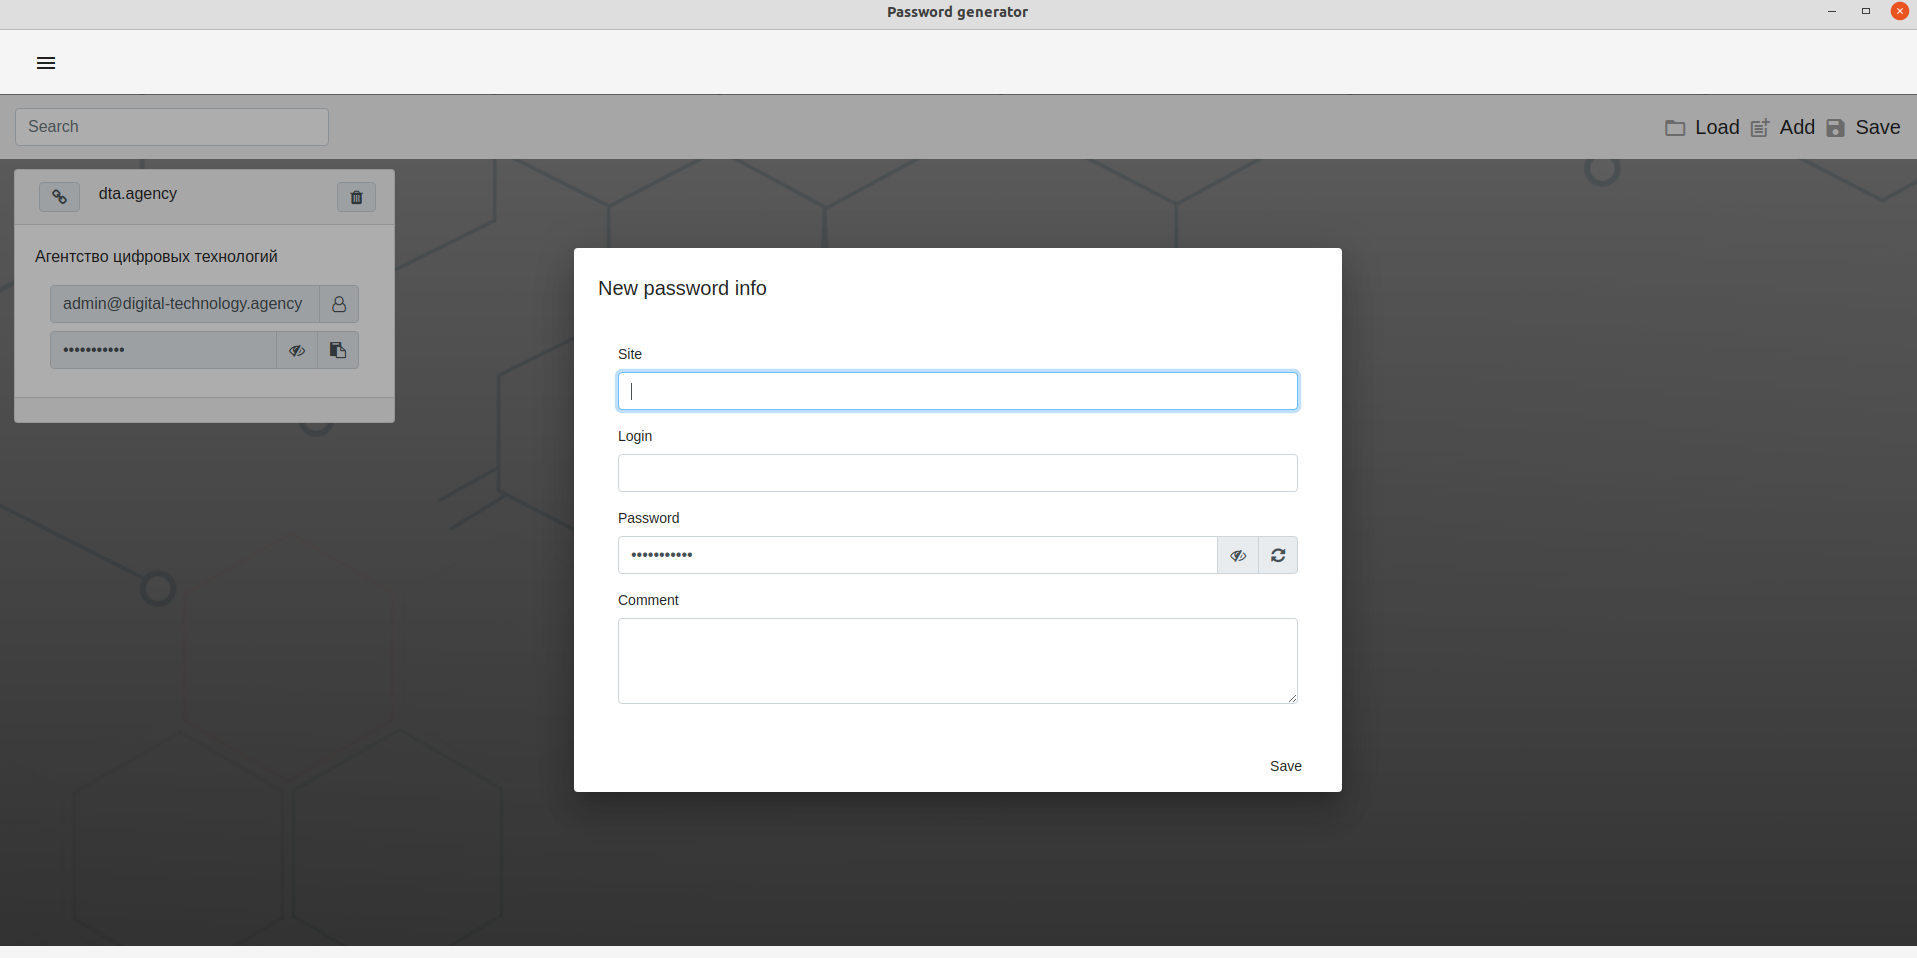 Password generator
Search
Load Add Save
dta.agency
Агентство цифровых технологий
admin@digital-technology.agency
•••••••••••
New password info
Site
Login
Password
•••••••••••
Comment
Save